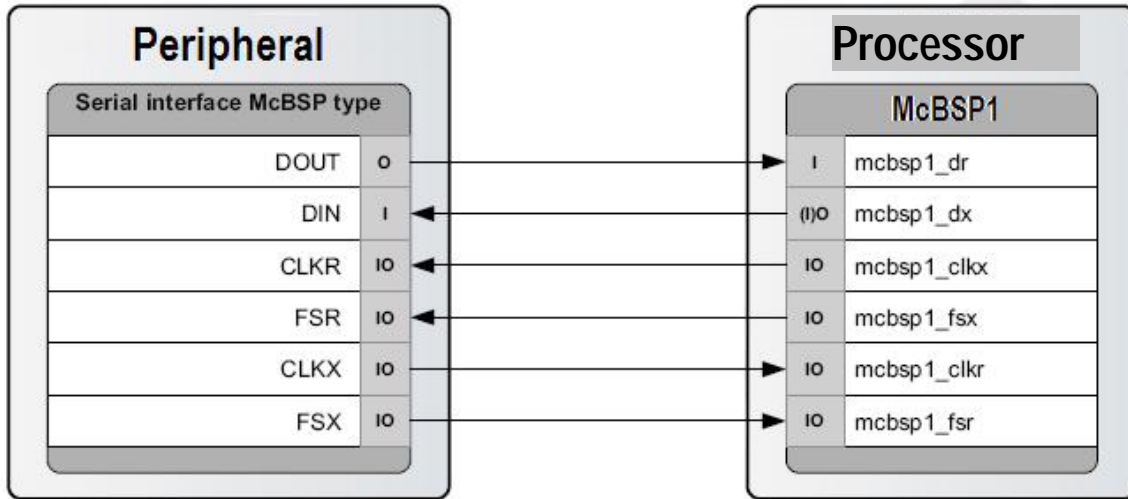 Peripheral
Serial interface McBSP type
DOUT O
DIN I
CLKR IO
FSR IO
CLKX IO
FSX IO
Processor
McBSP1
I mcbsp1_dr
(I)O mcbsp1_dx
IO mcbsp1_clkx
IO mcbsp1_fsx
IO mcbsp1_clkr
IO mcbsp1_fsr